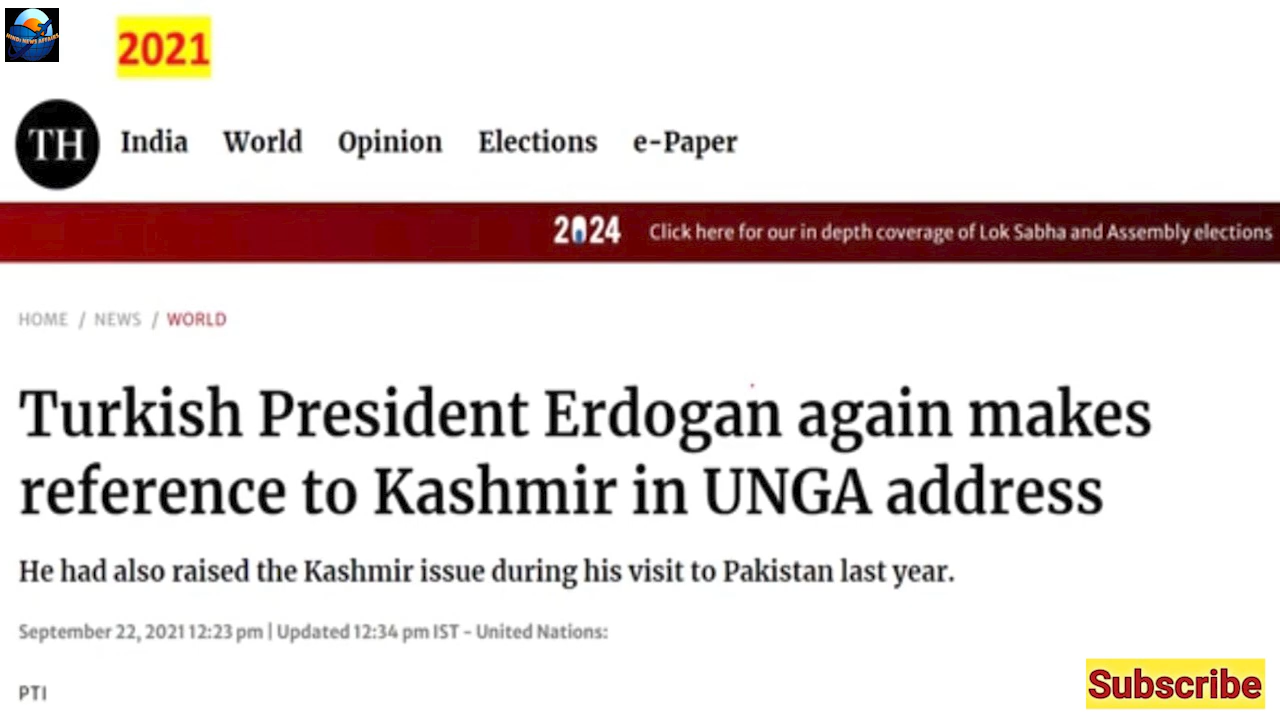 HINDI NEWS AFFAIRS
2021
TH India World Opinion Elections e-Paper
2024 Click here for our in depth coverage of Lok Sabha and Assembly elections
HOME / NEWS / WORLD
Turkish President Erdogan again makes
reference to Kashmir in UNGA address
He had also raised the Kashmir issue during his visit to Pakistan last year.
September 22, 2021 12:23 pm | Updated 12:34 pm IST - United Nations:
PTI
Subscribe